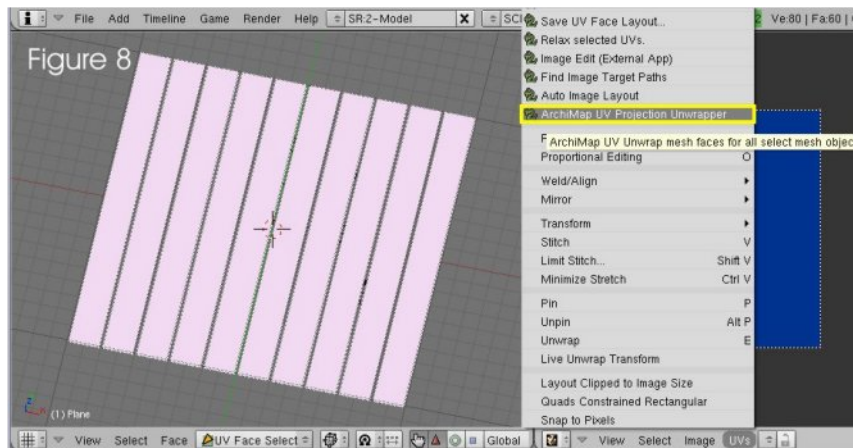 File Add Timeline Game Render Help SR:2-Model X Ve:80 | Fa:60 |
Figure 8
Save UV Face Layout...
Relax selected UVs.
Image Edit (External App)
Find Image Target Paths
Auto Image Layout
ArchiMap UV Projection Unwrapper
ArchiMap UV Unwrap mesh faces for all select mesh objec
Proportional Editing O
Weld/Align
Mirror
Transform
Stitch V
Limit Stitch... Shift V
Minimize Stretch Ctrl V
Pin P
Unpin Alt P
Unwrap E
Live Unwrap Transform
Layout Clipped to Image Size
Quads Constrained Rectangular
Snap to Pixels
(1) Plane
View Select Face UV Face Select Global View Select Image UVs